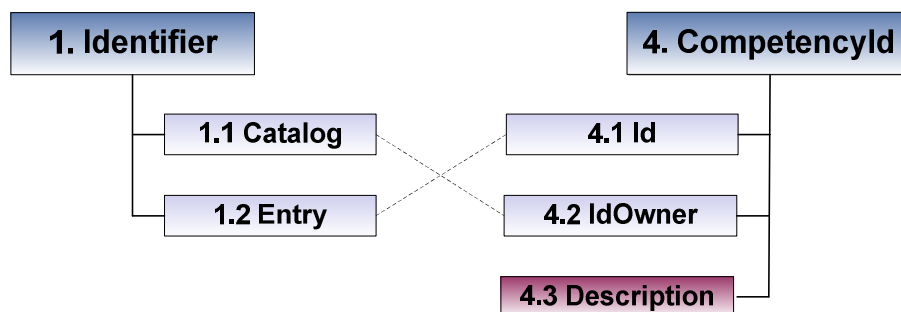 1. Identifier
4. CompetencyId
1.1 Catalog
4.1 Id
1.2 Entry
4.2 IdOwner
4.3 Description